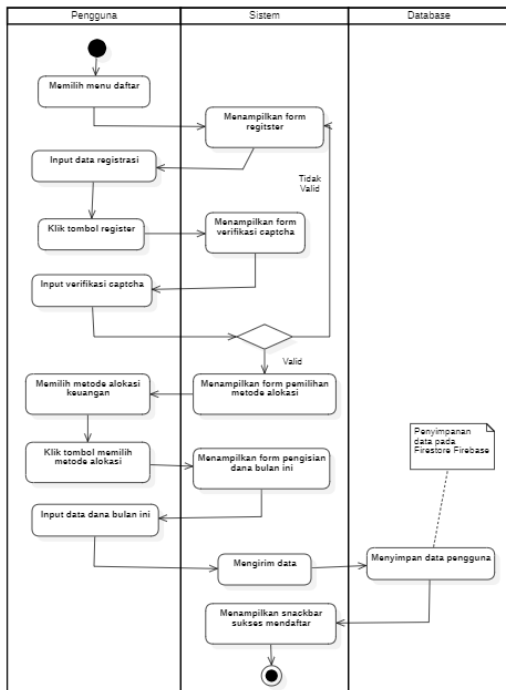 Pengguna
Sistem
Database
Memilih menu daftar
Menampilkan form
regitster
Input data registrasi
Tidak
Valid
Klik tombol register
Menampilkan form
verifikasi captcha
Input verifikasi captcha
Valid
Memilih metode alokasi
keuangan
Menampilkan form pemilihan
metode alokasi
Klik tombol memilih
metode alokasi
Menampilkan form pengisian
dana bulan ini
Penyimpanan
data pada
Firestore Firebase
Input data dana bulan ini
Mengirim data
Menyimpan data pengguna
Menampilkan snackbar
sukses mendaftar